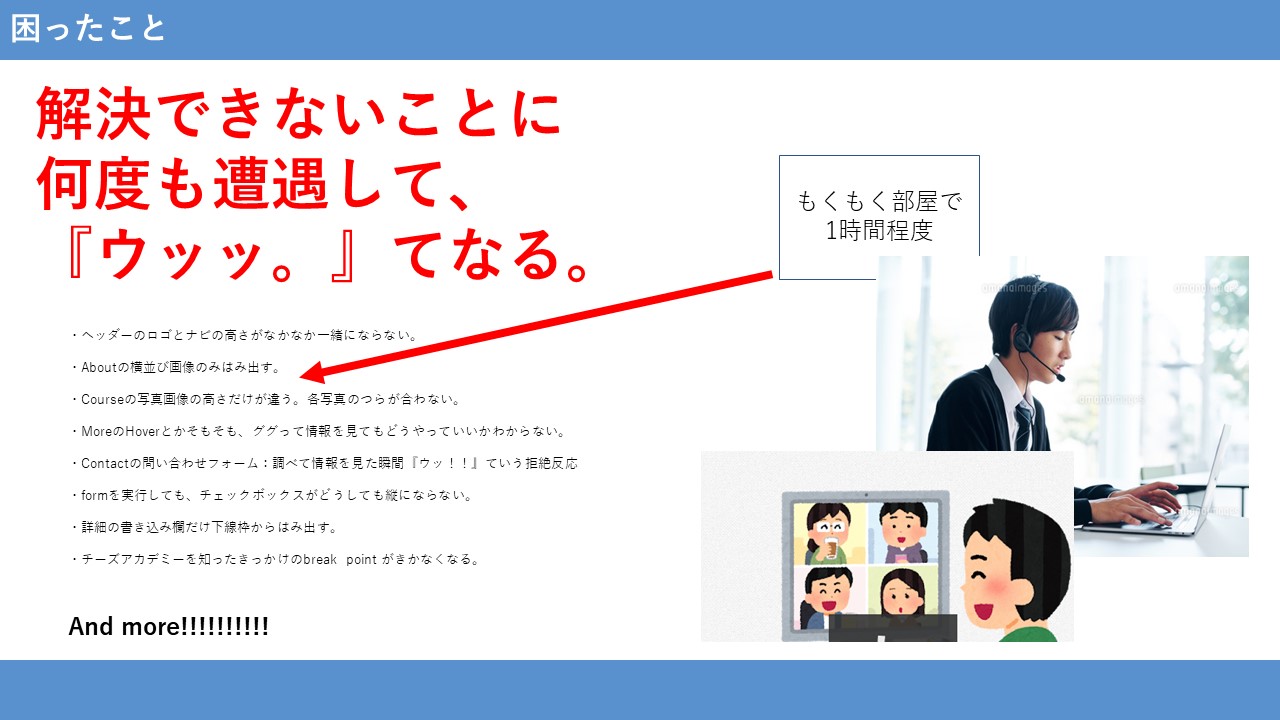 困ったこと
解決できないことに
何度も遭遇して、
『ウッッ。』てなる。
もくもく部屋で
1時間程度
・ヘッダーのロゴとナビの高さがなかなか一緒にならない。
・Aboutの横並び画像のみはみ出す。
・Courseの写真画像の高さだけが違う。各写真のつらが合わない。
・MoreのHoverとかそもそも、ググって情報を見てもどうやっていいかわからない。
・Contactの問い合わせフォーム：調べて情報を見た瞬間『ウッ！！』ていう拒絶反応
・formを実行しても、チェックボックスがどうしても縦にならない。
・詳細の書き込み欄だけ下線枠からはみ出す。
・チーズアカデミーを知ったきっかけのbreak point がきかなくなる。
And more!!!!!!!!!!